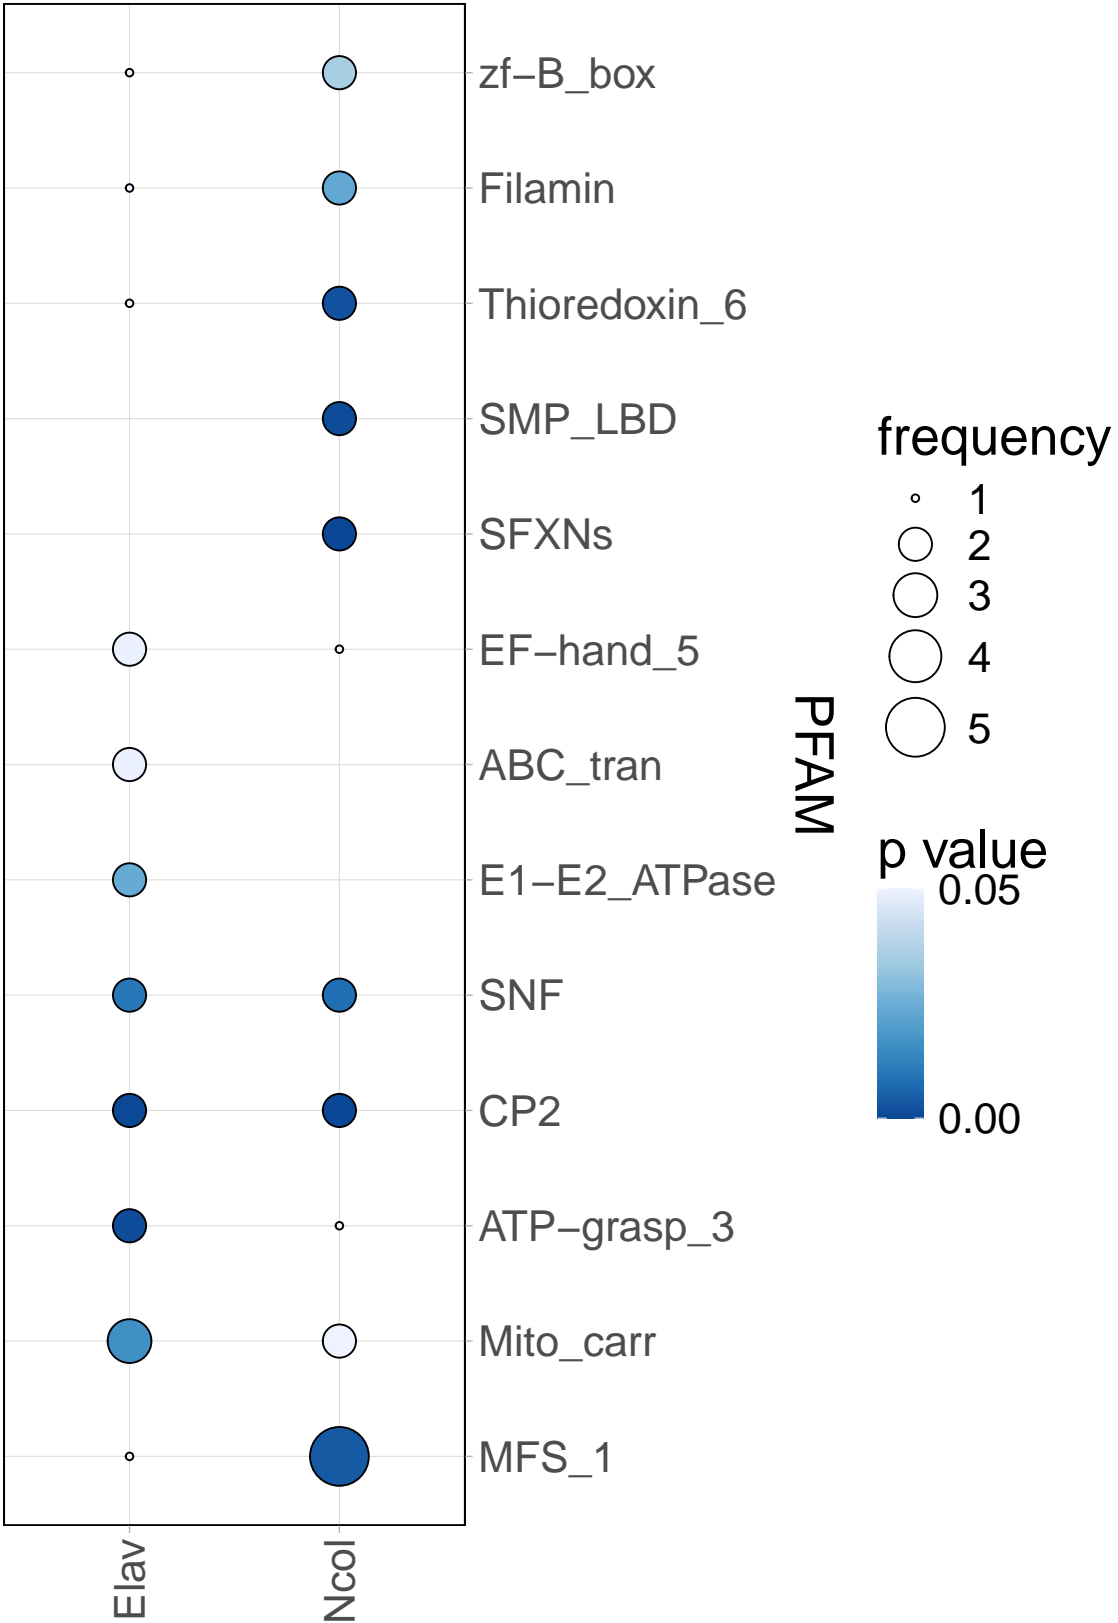 zf−B_box
Filamin
Thioredoxin_6
SMP_LBD
SFXNs
EF−hand_5
ABC_tran
E1−E2_ATPase
SNF
CP2
ATP−grasp_3
Mito_carr
MFS_1
Elav
Ncol
PFAM
frequency
1
2
3
4
5
p value
0.05
0.00